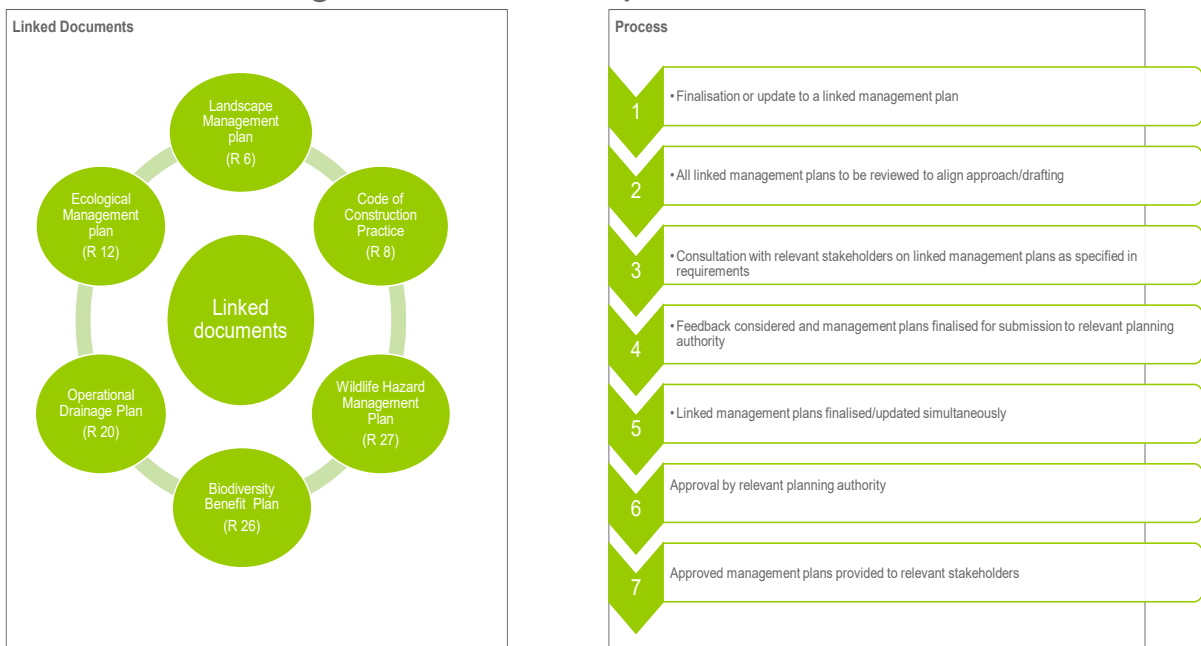 Linked Documents
Landscape
Management
plan
(R 6)
Code of
Construction
Practice
(R 8)
Wildlife Hazard
Management
Plan
(R 27)
Biodiversity
Benefit Plan
(R 26)
Operational
Drainage Plan
(R 20)
Ecological
Management
plan
(R 12)
Linked
documents
Process
1
•Finalisation or update to a linked management plan
2
•All linked management plans to be reviewed to align approach/drafting
3
•Consultation with relevant stakeholders on linked management plans as specified in
requirements
4
•Feedback considered and management plans finalised for submission to relevant planning
authority
5
•Linked management plans finalised/updated simultaneously
6
Approval by relevant planning authority
7
Approved management plans provided to relevant stakeholders